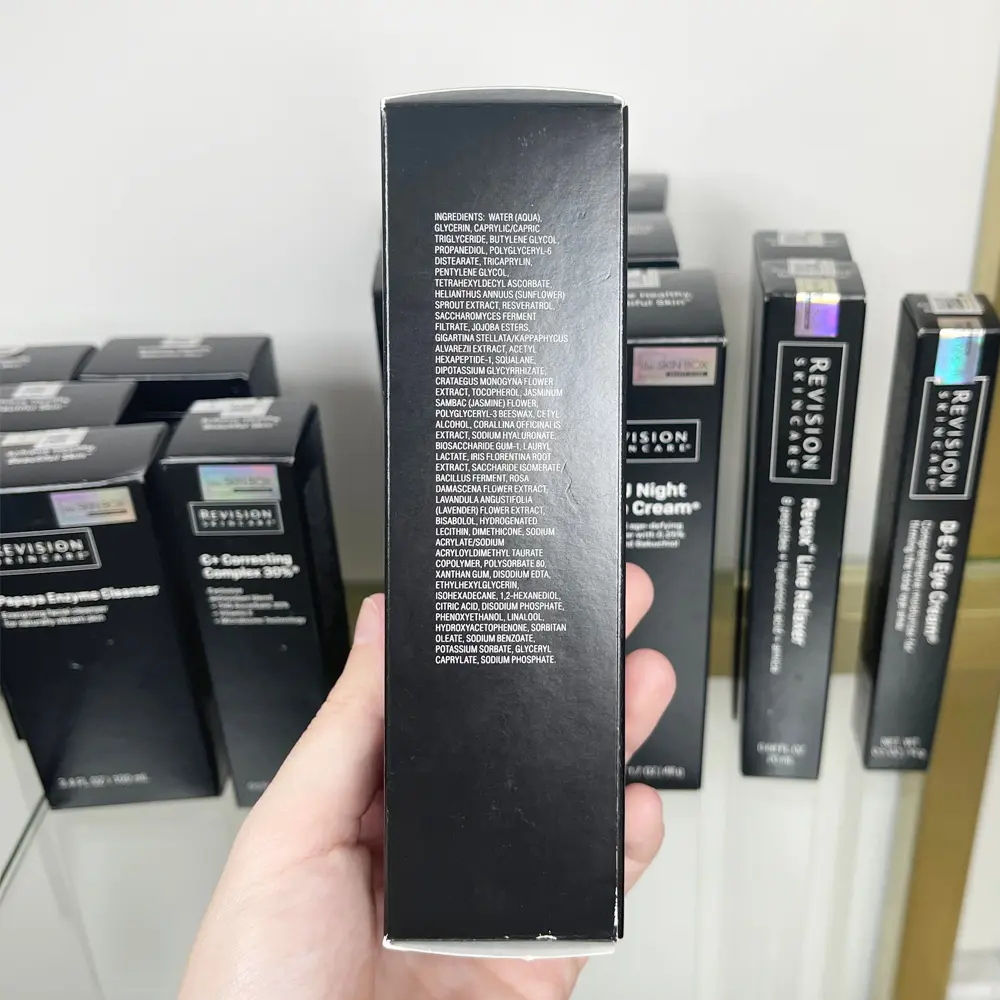 INGREDIENTS: WATER (AQUA),
GLYCERIN, CAPRYLIC/CAPRIC
TRIGLYCERIDE, BUTYLENE GLYCOL,
PROPANEDIOL, POLYGLYCERYL-6
DISTEARATE, TRICAPRYLIN,
PENTYLENE GLYCOL,
TETRAHEXYLDECYL ASCORBATE,
HELIANTHUS ANNUUS (SUNFLOWER)
SPROUT EXTRACT, RESVERATROL,
SACCHAROMYCES FERMENT
FILTRATE, JOJOBA ESTERS,
GIGARTINA STELLATA/KAPPAPHYCUS
ALVAREZII EXTRACT, ACETYL
HEXAPEPTIDE-1, SQUALANE,
DIPOTASSIUM GLYCYRRHIZATE,
CRATAEGUS MONOGYNA FLOWER
EXTRACT, TOCOPHEROL, JASMINUM
SAMBAC (JASMINE) FLOWER,
POLYGLYCERYL-3 BEESWAX, CETYL
ALCOHOL, CORALLINA OFFICINALIS
EXTRACT, SODIUM HYALURONATE,
BIOSACCHARIDE GUM-1, LAURYL
LACTATE, IRIS FLORENTINA ROOT
EXTRACT, SACCHARIDE ISOMERATE/
BACILLUS FERMENT, ROSA
DAMASCENA FLOWER EXTRACT,
LAVANDULA ANGUSTIFOLIA
(LAVENDER) FLOWER EXTRACT,
BISABOLOL, HYDROGENATED
LECITHIN, DIMETHICONE, SODIUM
ACRYLATE/SODIUM
ACRYLOYLDIMETHYL TAURATE
COPOLYMER, POLYSORBATE 80,
XANTHAN GUM, DISODIUM EDTA,
ETHYLHEXYLGLYCERIN,
ISOHEXADECANE, 1,2-HEXANEDIOL,
CITRIC ACID, DISODIUM PHOSPHATE,
PHENOXYETHANOL, LINALOOL,
HYDROXYACETOPHENONE, SORBITAN
OLEATE, SODIUM BENZOATE,
POTASSIUM SORBATE, GLYCERYL
CAPRYLATE, SODIUM PHOSPHATE.
EVISION
SKINCARE
Papaya Enzyme Cleanser
REVISION
SKINCARE
C+ Correcting
Complex 30%®
SKIN BOX
VISION
NCARE®
J Night
Cream®
REVISION
SKINCARE®
Revox™ Line Relaxer
REVISION
SKINCARE®
D·E·J Eye Cream®